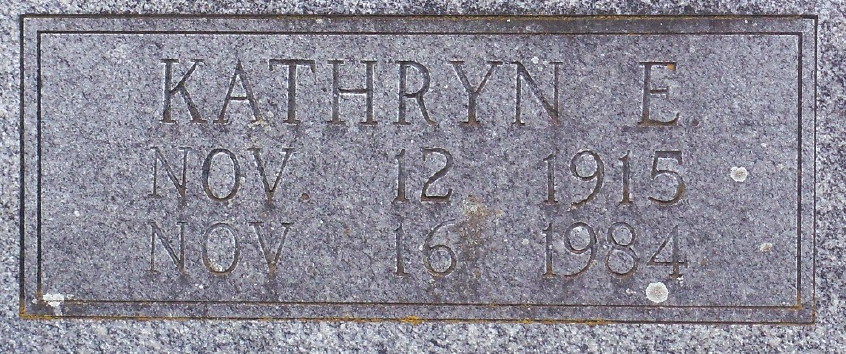 KATHRYN E.
NOV. 12 1915
NOV 16 1984